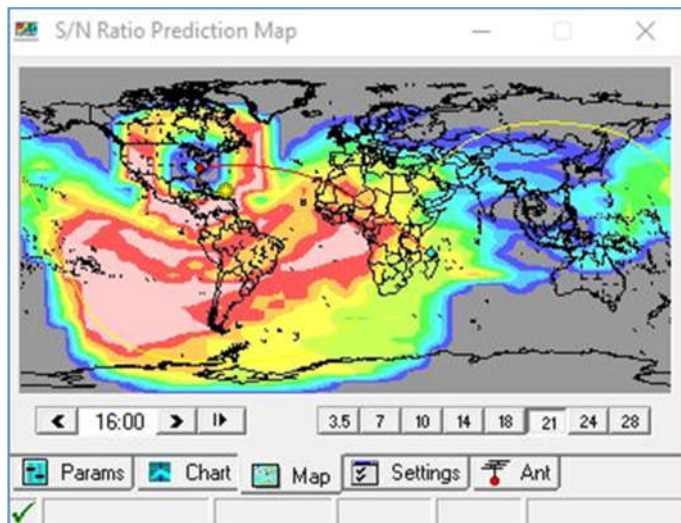 S/N Ratio Prediction Map
16:00 3.5 7 10 14 18 21 24 28
Params Chart Map Settings Ant